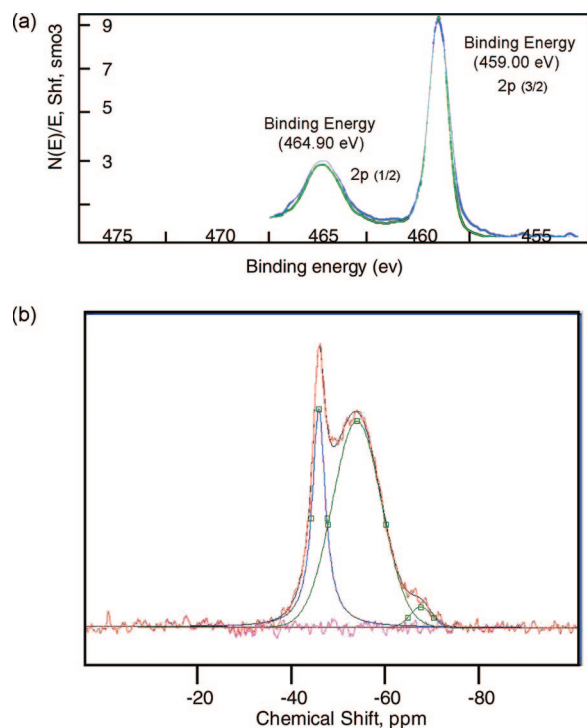 (a)
N(E)/E, Shf, smo3
9
7
5
3
Binding Energy
(464.90 eV)
2p (1/2)
Binding Energy
(459.00 eV)
2p (3/2)
475 470 465 460 455
Binding energy (ev)
(b)
-20 -40 -60 -80
Chemical Shift, ppm